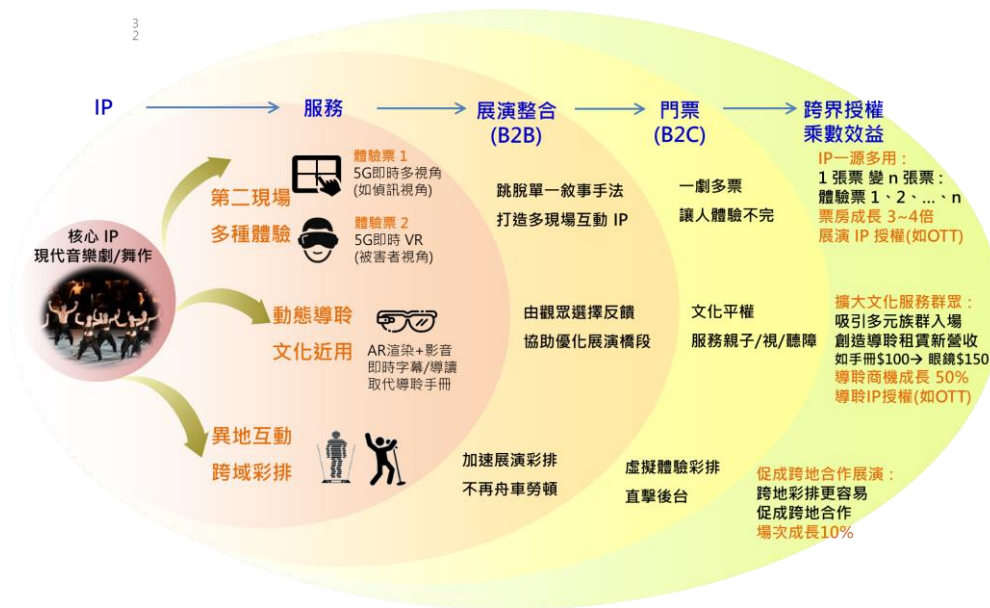 3
2
IP
服務
展演整合
(B2B)
門票
(B2C)
跨界授權
乘數效益
核心 IP
現代音樂劇/舞作
第二現場
多種體驗
體驗票 1
5G即時多視角
(如偵訊視角)
體驗票 2
5G即時 VR
(被害者視角)
跳脫單一敘事手法
打造多現場互動 IP
一劇多票
讓人體驗不完
IP一源多用：
1 張票 變 n 張票：
體驗票 1、2、…、n
票房成長 3~4倍
展演 IP 授權(如OTT)
動態導聆
文化近用
AR渲染+影音
即時字幕/導讀
取代導聆手冊
由觀眾選擇反饋
協助優化展演橋段
文化平權
服務親子/視/聽障
擴大文化服務群眾：
吸引多元族群入場
創造導聆租賃新營收
如手冊$100→ 眼鏡$150
導聆商機成長 50%
導聆IP授權(如OTT)
異地互動
跨域彩排
加速展演彩排
不再舟車勞頓
虛擬體驗彩排
直擊後台
促成跨地合作展演：
跨地彩排更容易
促成跨地合作
場次成長10%